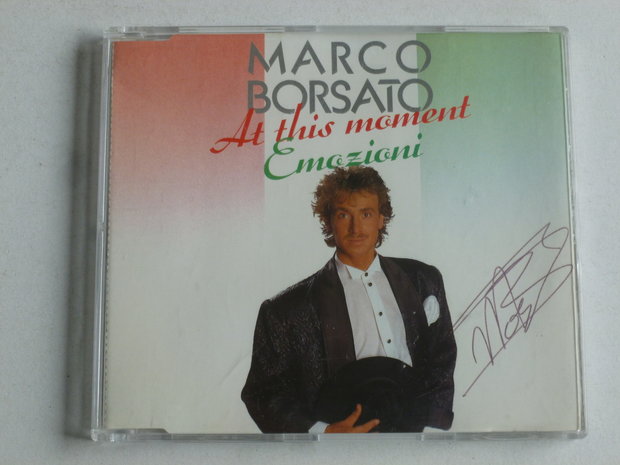 MARCO
BORSATO
At this moment
Emozioni